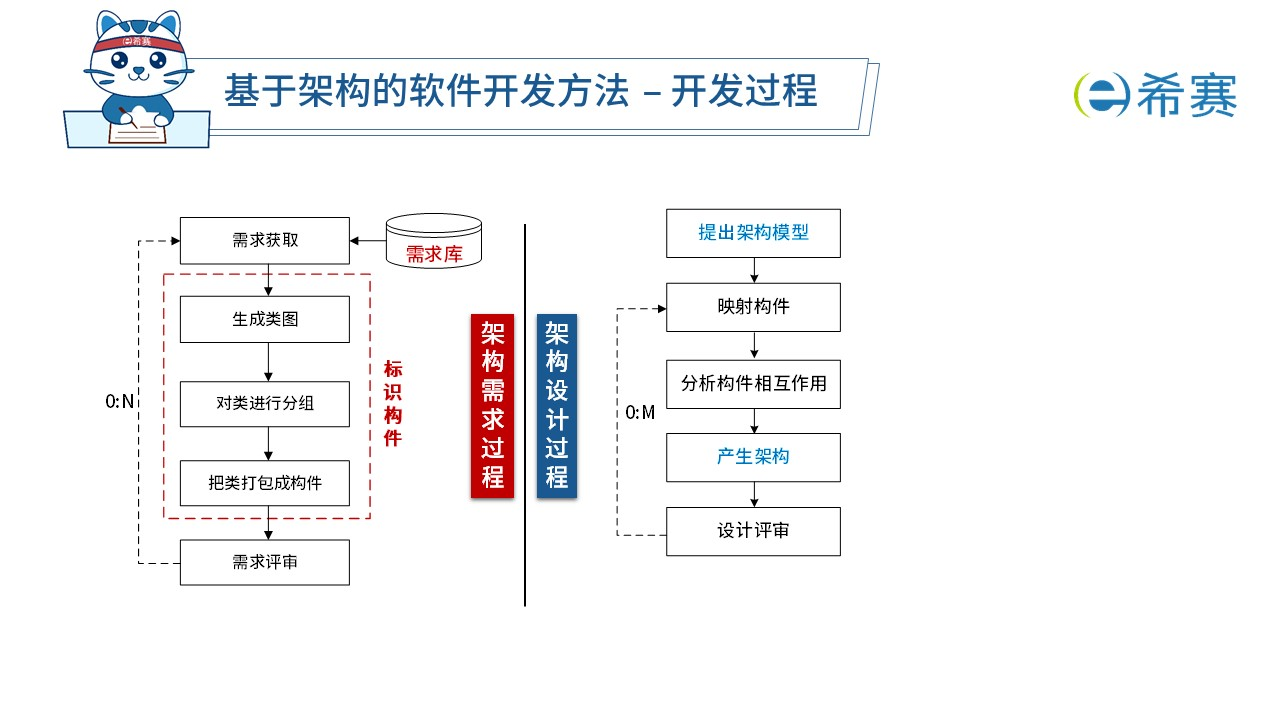 e希赛
基于架构的软件开发方法 – 开发过程
e希赛
需求获取
需求库
生成类图
对类进行分组
把类打包成构件
需求评审
0:N
标识构件
架构需求过程
架构设计过程
提出架构模型
映射构件
分析构件相互作用
产生架构
设计评审
0:M